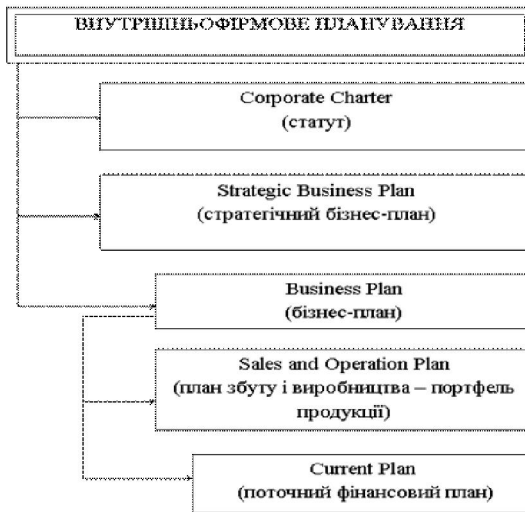 ВНУТРІШНЬОФІРМОВЕ ПЛАНУВАННЯ
Corporate Charter
(статут)
Strategic Business Plan
(стратегічний бізнес-план)
Business Plan
(бізнес-план)
Sales and Operation Plan
(план збуту і виробництва – портфель
продукції)
Current Plan
(поточний фінансовий план)